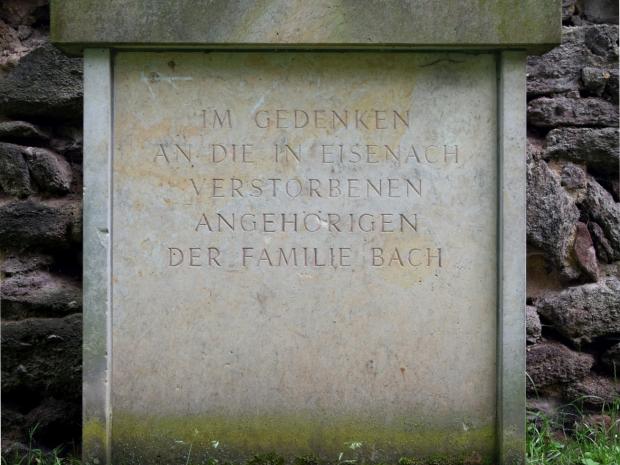 IM GEDENKEN
AN DIE IN EISENACH
VERSTORBENEN
ANGEHÖRIGEN
DER FAMILIE BACH